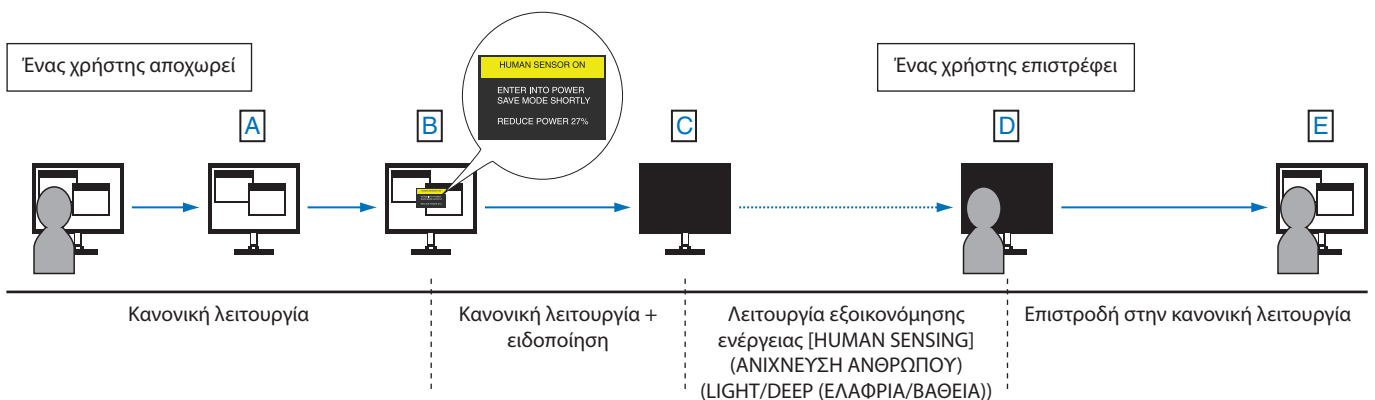 Ένας χρήστης αποχωρεί
HUMAN SENSOR ON
ENTER INTO POWER
SAVE MODE SHORTLY
REDUCE POWER 27%
Ένας χρήστης επιστρέφει
A
B
C
D
E
Κανονική λειτουργία
Κανονική λειτουργία +
ειδοποίηση
Λειτουργία εξοικονόμησης
ενέργειας [HUMAN SENSING]
(ΑΝΙΧΝΕΥΣΗ ΑΝΘΡΩΠΟΥ)
(LIGHT/DEEP (ΕΛΑΦΡΙΑ/ΒΑΘΕΙΑ))
Επιστροδή στην κανονική λειτουργία